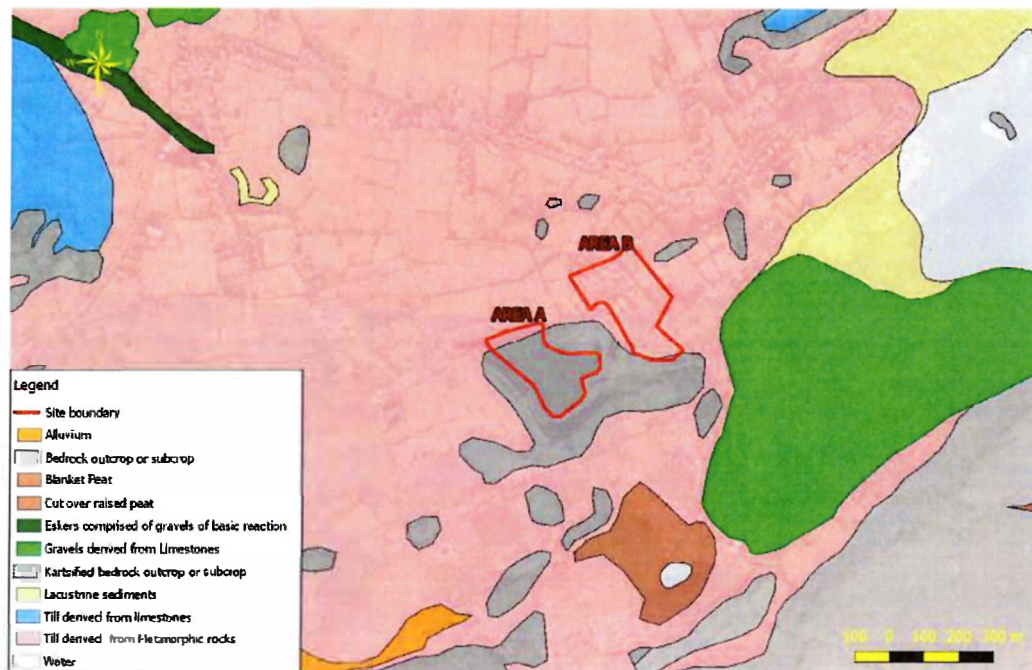 AREA B
AREA A
Legend
Site boundary
Alluvium
Bedrock outcrop or subcrop
Blanket Peat
Cut over raised peat
Eskers comprised of gravels of basic reaction
Gravels derived from Limestones
Kartsified bedrock outcrop or subcrop
Lacustrine sediments
Till derived from limestones
Till derived from Metamorphic rocks
Water
100 0 100 200 300 m